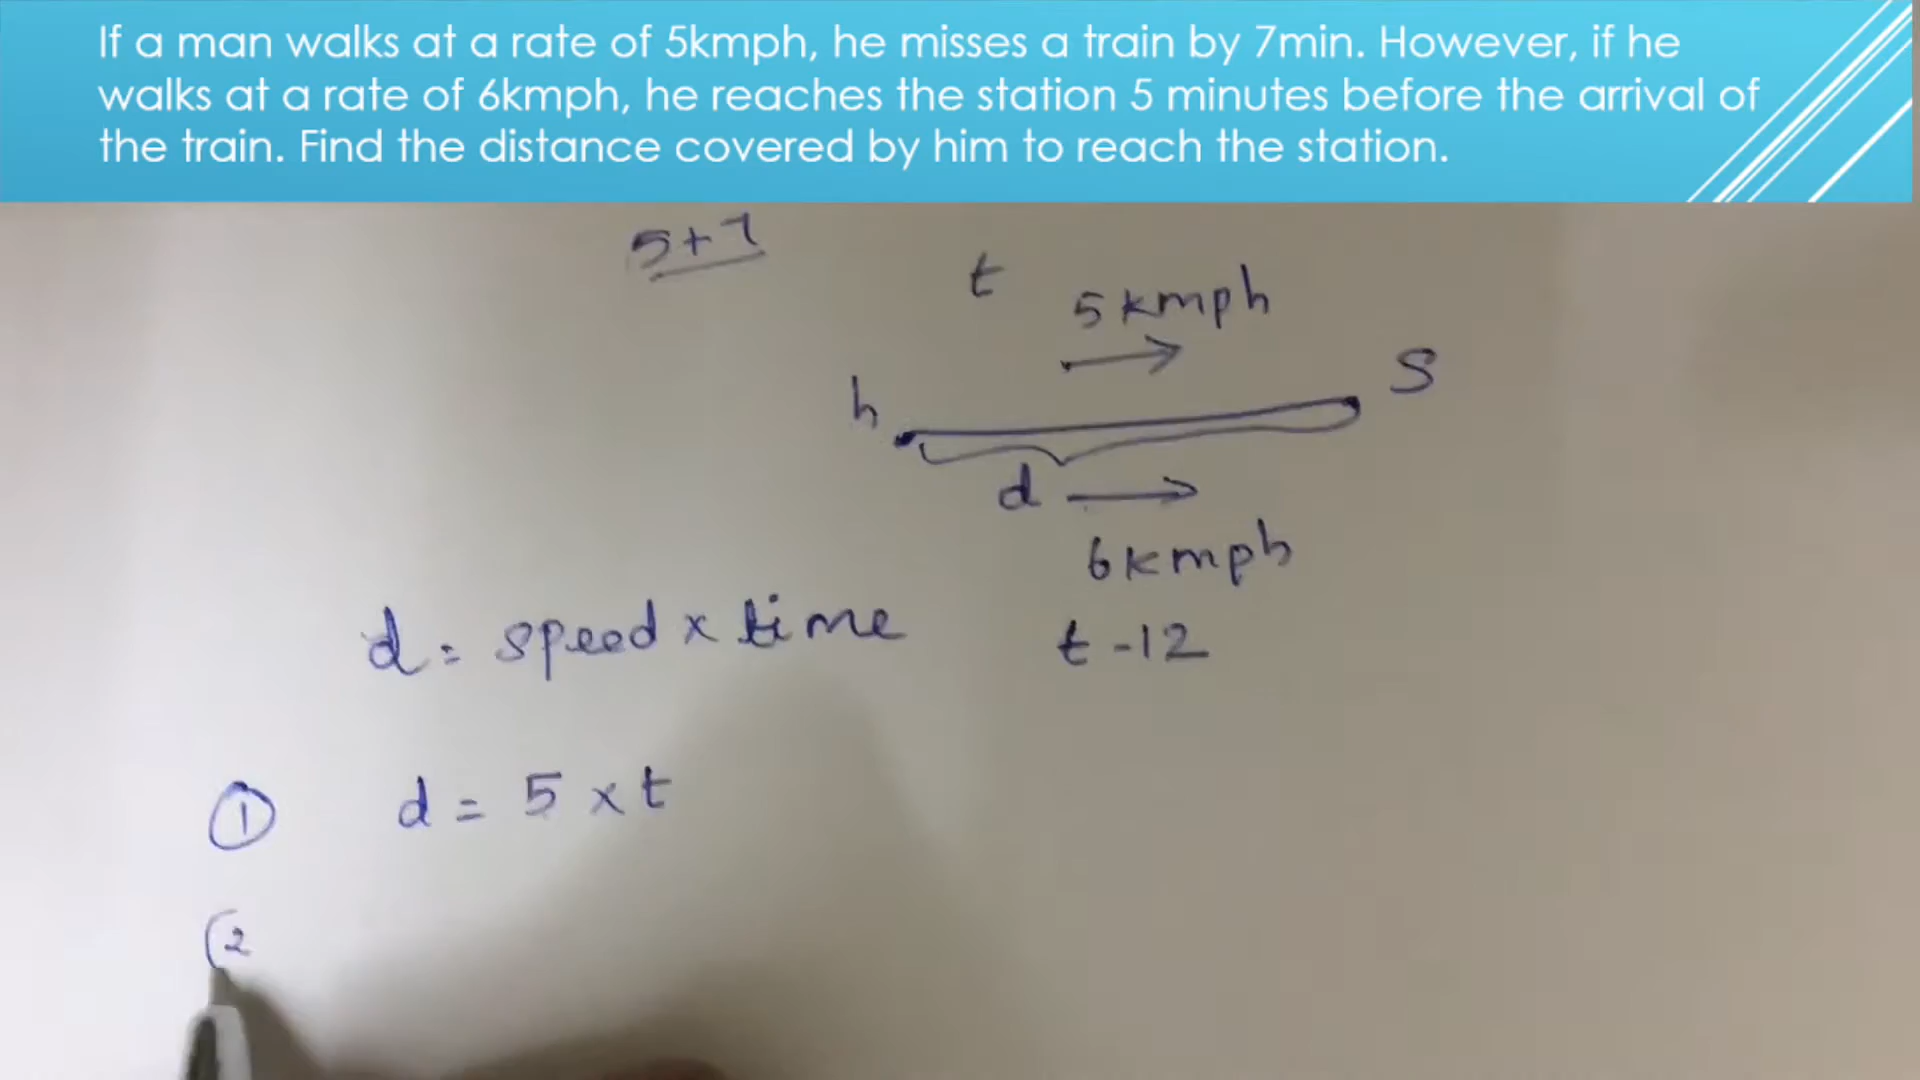 If a man walks at a rate of 5kmph, he misses a train by 7min. However, if he
walks at a rate of 6kmph, he reaches the station 5 minutes before the arrival of
the train. Find the distance covered by him to reach the station.
5+7
t
5kmph
h
S
d
6kmph
d = speed x time
t - 12
1 d = 5 x t
2